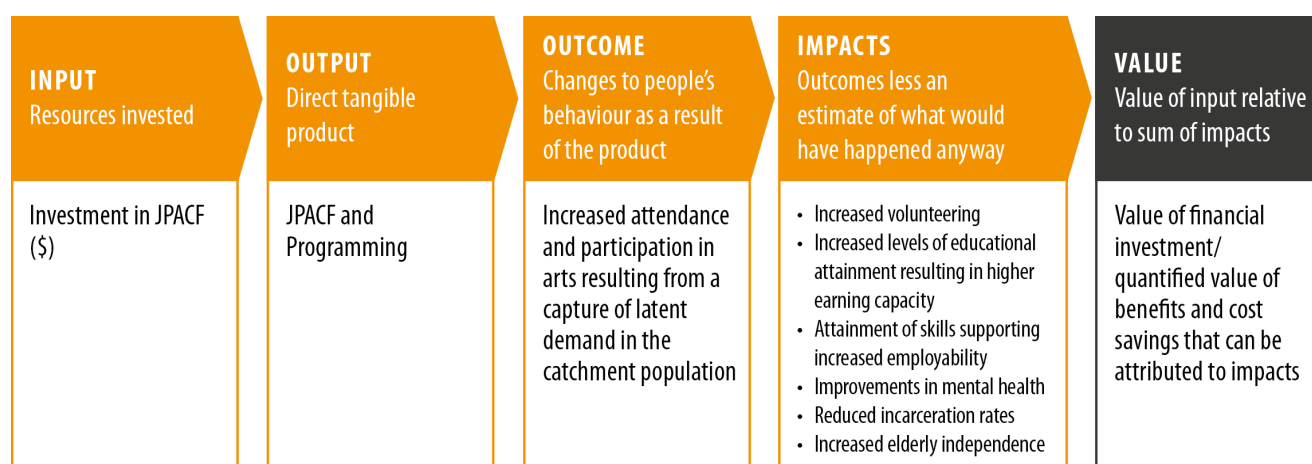 INPUT
Resources invested
Investment in JPACF
($)
OUTPUT
Direct tangible
product
JPACF and
Programming
OUTCOME
Changes to people’s
behaviour as a result
of the product
Increased attendance
and participation in
arts resulting from a
capture of latent
demand in the
catchment population
IMPACTS
Outcomes less an
estimate of what would
have happened anyway
• Increased volunteering
• Increased levels of educational
attainment resulting in higher
earning capacity
• Attainment of skills supporting
increased employability
• Improvements in mental health
• Reduced incarceration rates
• Increased elderly independence
VALUE
Value of input relative
to sum of impacts
Value of financial
investment/
quantified value of
benefits and cost
savings that can be
attributed to impacts